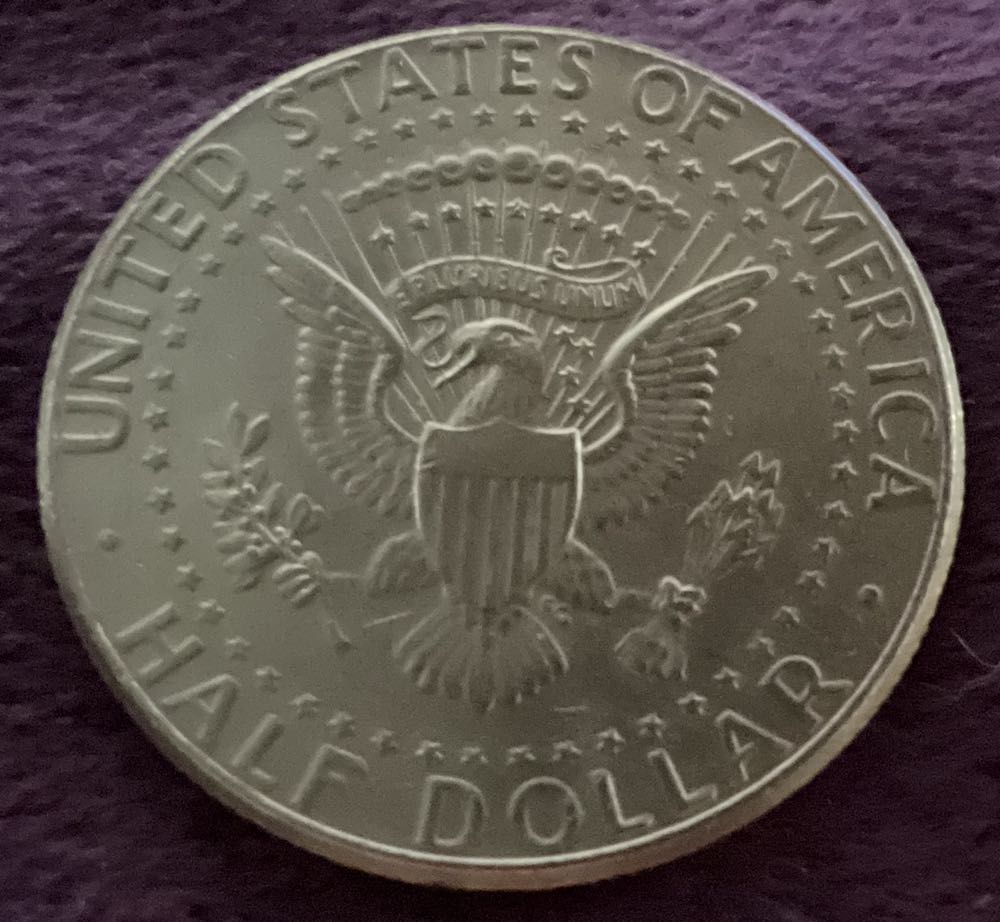 UNITED STATES OF AMERICA
E PLURIBUS UNUM
HALF DOLLAR